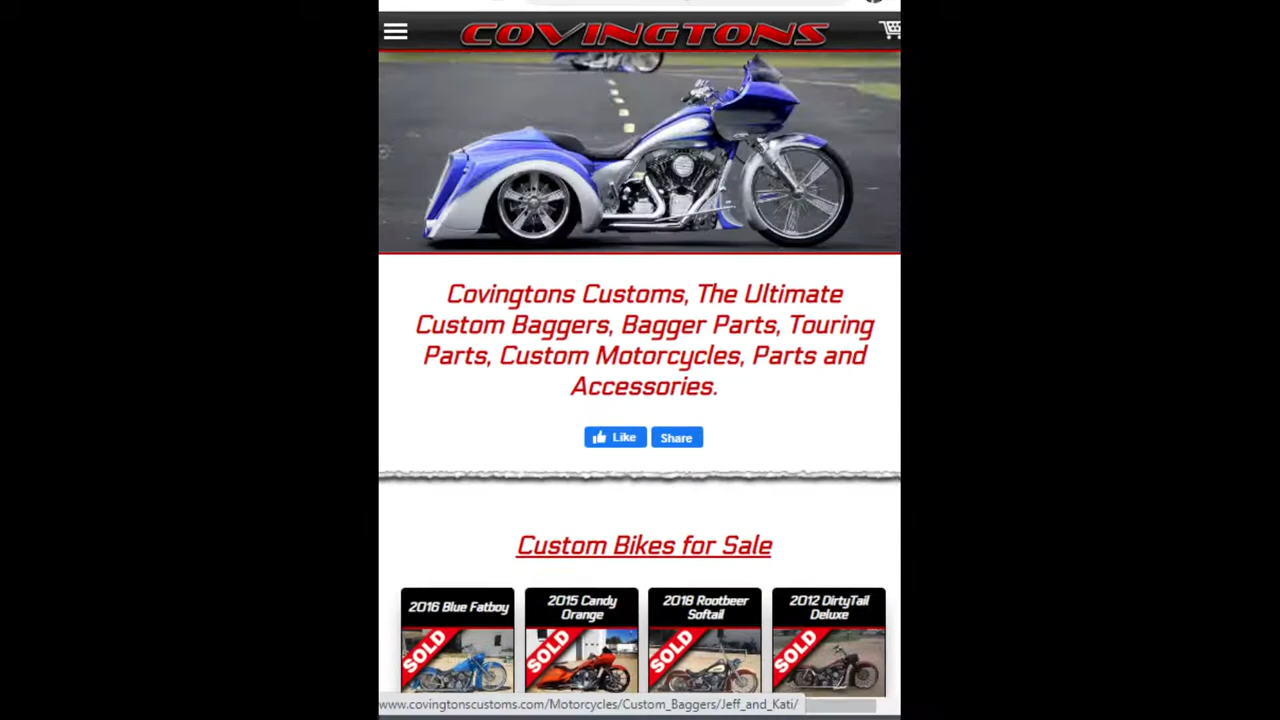 COVINGTONS
Covingtons Customs, The Ultimate
Custom Baggers, Bagger Parts, Touring
Parts, Custom Motorcycles, Parts and
Accessories.
Like Share
Custom Bikes for Sale
2016 Blue Fatboy
2015 Candy
Orange
2018 Rootbeer
Softail
2012 DirtyTail
Deluxe
SOLD SOLD SOLD SOLD
www.covingtonscustoms.com/Motorcycles/Custom_Baggers/Jeff_and_Kati/